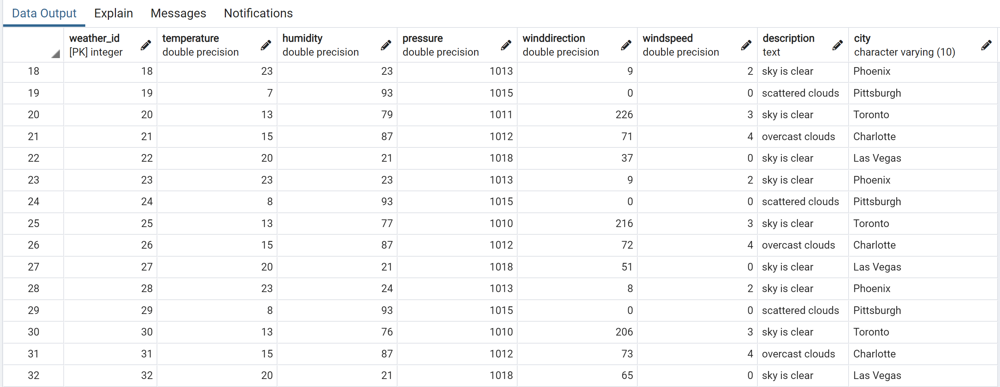 Data Output Explain Messages Notifications
weather_id temperature humidity pressure winddirection windspeed description city
[PK] integer double precision double precision double precision double precision double precision text character varying (10)
18 18 23 23 1013 9 2 sky is clear Phoenix
19 19 7 93 1015 0 0 scattered clouds Pittsburgh
20 20 13 79 1011 226 3 sky is clear Toronto
21 21 15 87 1012 71 4 overcast clouds Charlotte
22 22 20 21 1018 37 0 sky is clear Las Vegas
23 23 23 23 1013 9 2 sky is clear Phoenix
24 24 8 93 1015 0 0 scattered clouds Pittsburgh
25 25 13 77 1010 216 3 sky is clear Toronto
26 26 15 87 1012 72 4 overcast clouds Charlotte
27 27 20 21 1018 51 0 sky is clear Las Vegas
28 28 23 24 1013 8 2 sky is clear Phoenix
29 29 8 93 1015 0 0 scattered clouds Pittsburgh
30 30 13 76 1010 206 3 sky is clear Toronto
31 31 15 87 1012 73 4 overcast clouds Charlotte
32 32 20 21 1018 65 0 sky is clear Las Vegas